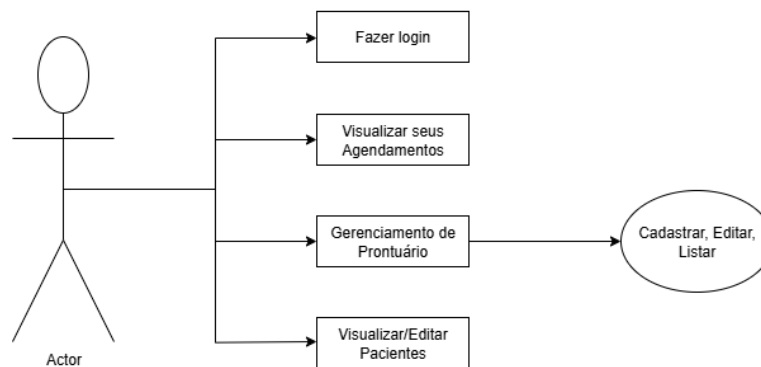 Fazer login
Visualizar seus
Agendamentos
Gerenciamento de
Prontuário
Cadastrar, Editar,
Listar
Visualizar/Editar
Pacientes
Actor